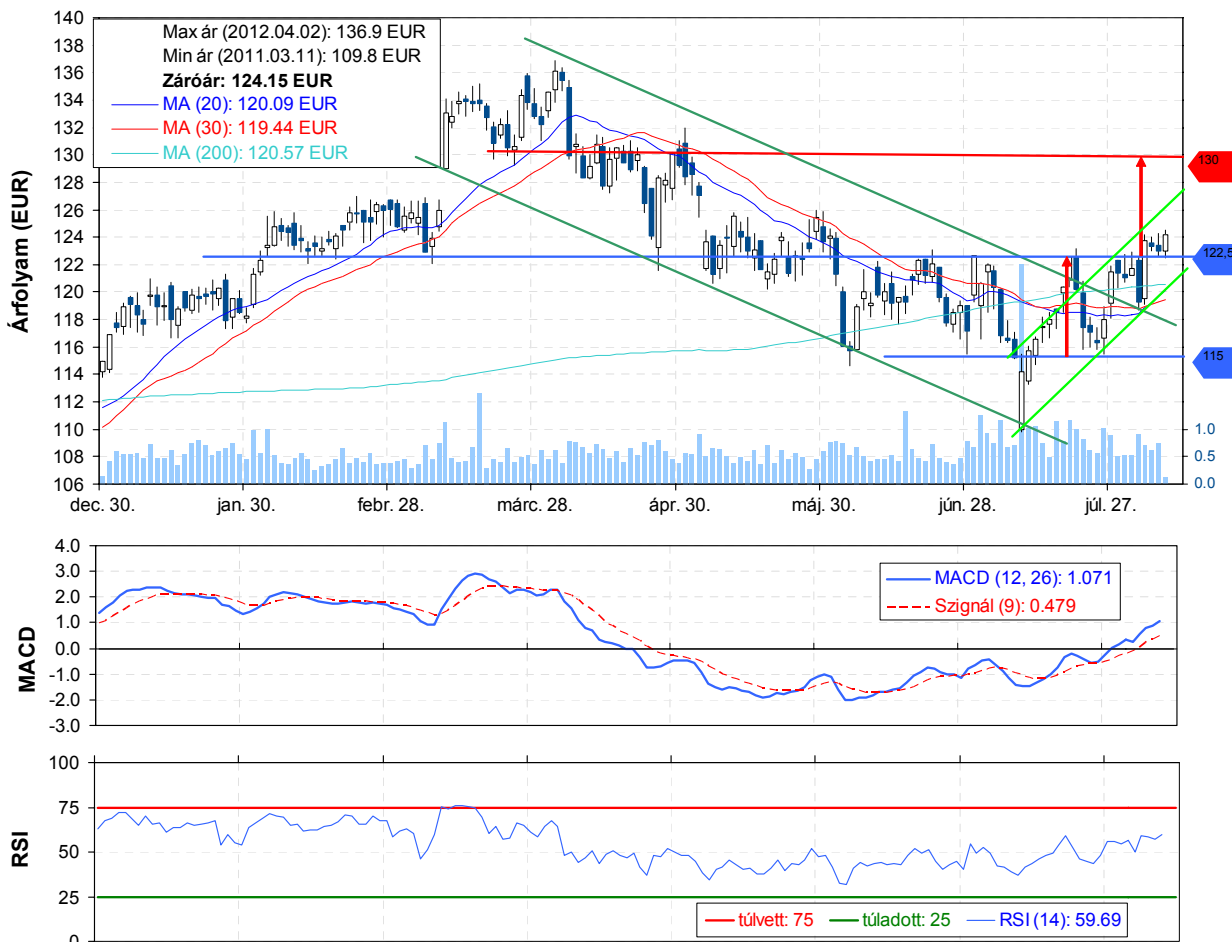 140
138
136
134
132
130
128
126
124
122
120
118
116
114
112
110
108
106
Árfolyam (EUR)
Max ár (2012.04.02): 136.9 EUR
Min ár (2011.03.11): 109.8 EUR
Záróár: 124.15 EUR
MA (20): 120.09 EUR
MA (30): 119.44 EUR
MA (200): 120.57 EUR
130
122,5
115
1.0
0.5
0.0
dec. 30.
jan. 30.
febr. 28.
márc. 28.
ápr. 30.
máj. 30.
jún. 28.
júl. 27.
4.0
3.0
2.0
1.0
0.0
-1.0
-2.0
-3.0
MACD
MACD (12, 26): 1.071
Szignál (9): 0.479
100
75
50
25
0
RSI
túlvett: 75
túladott: 25
RSI (14): 59.69